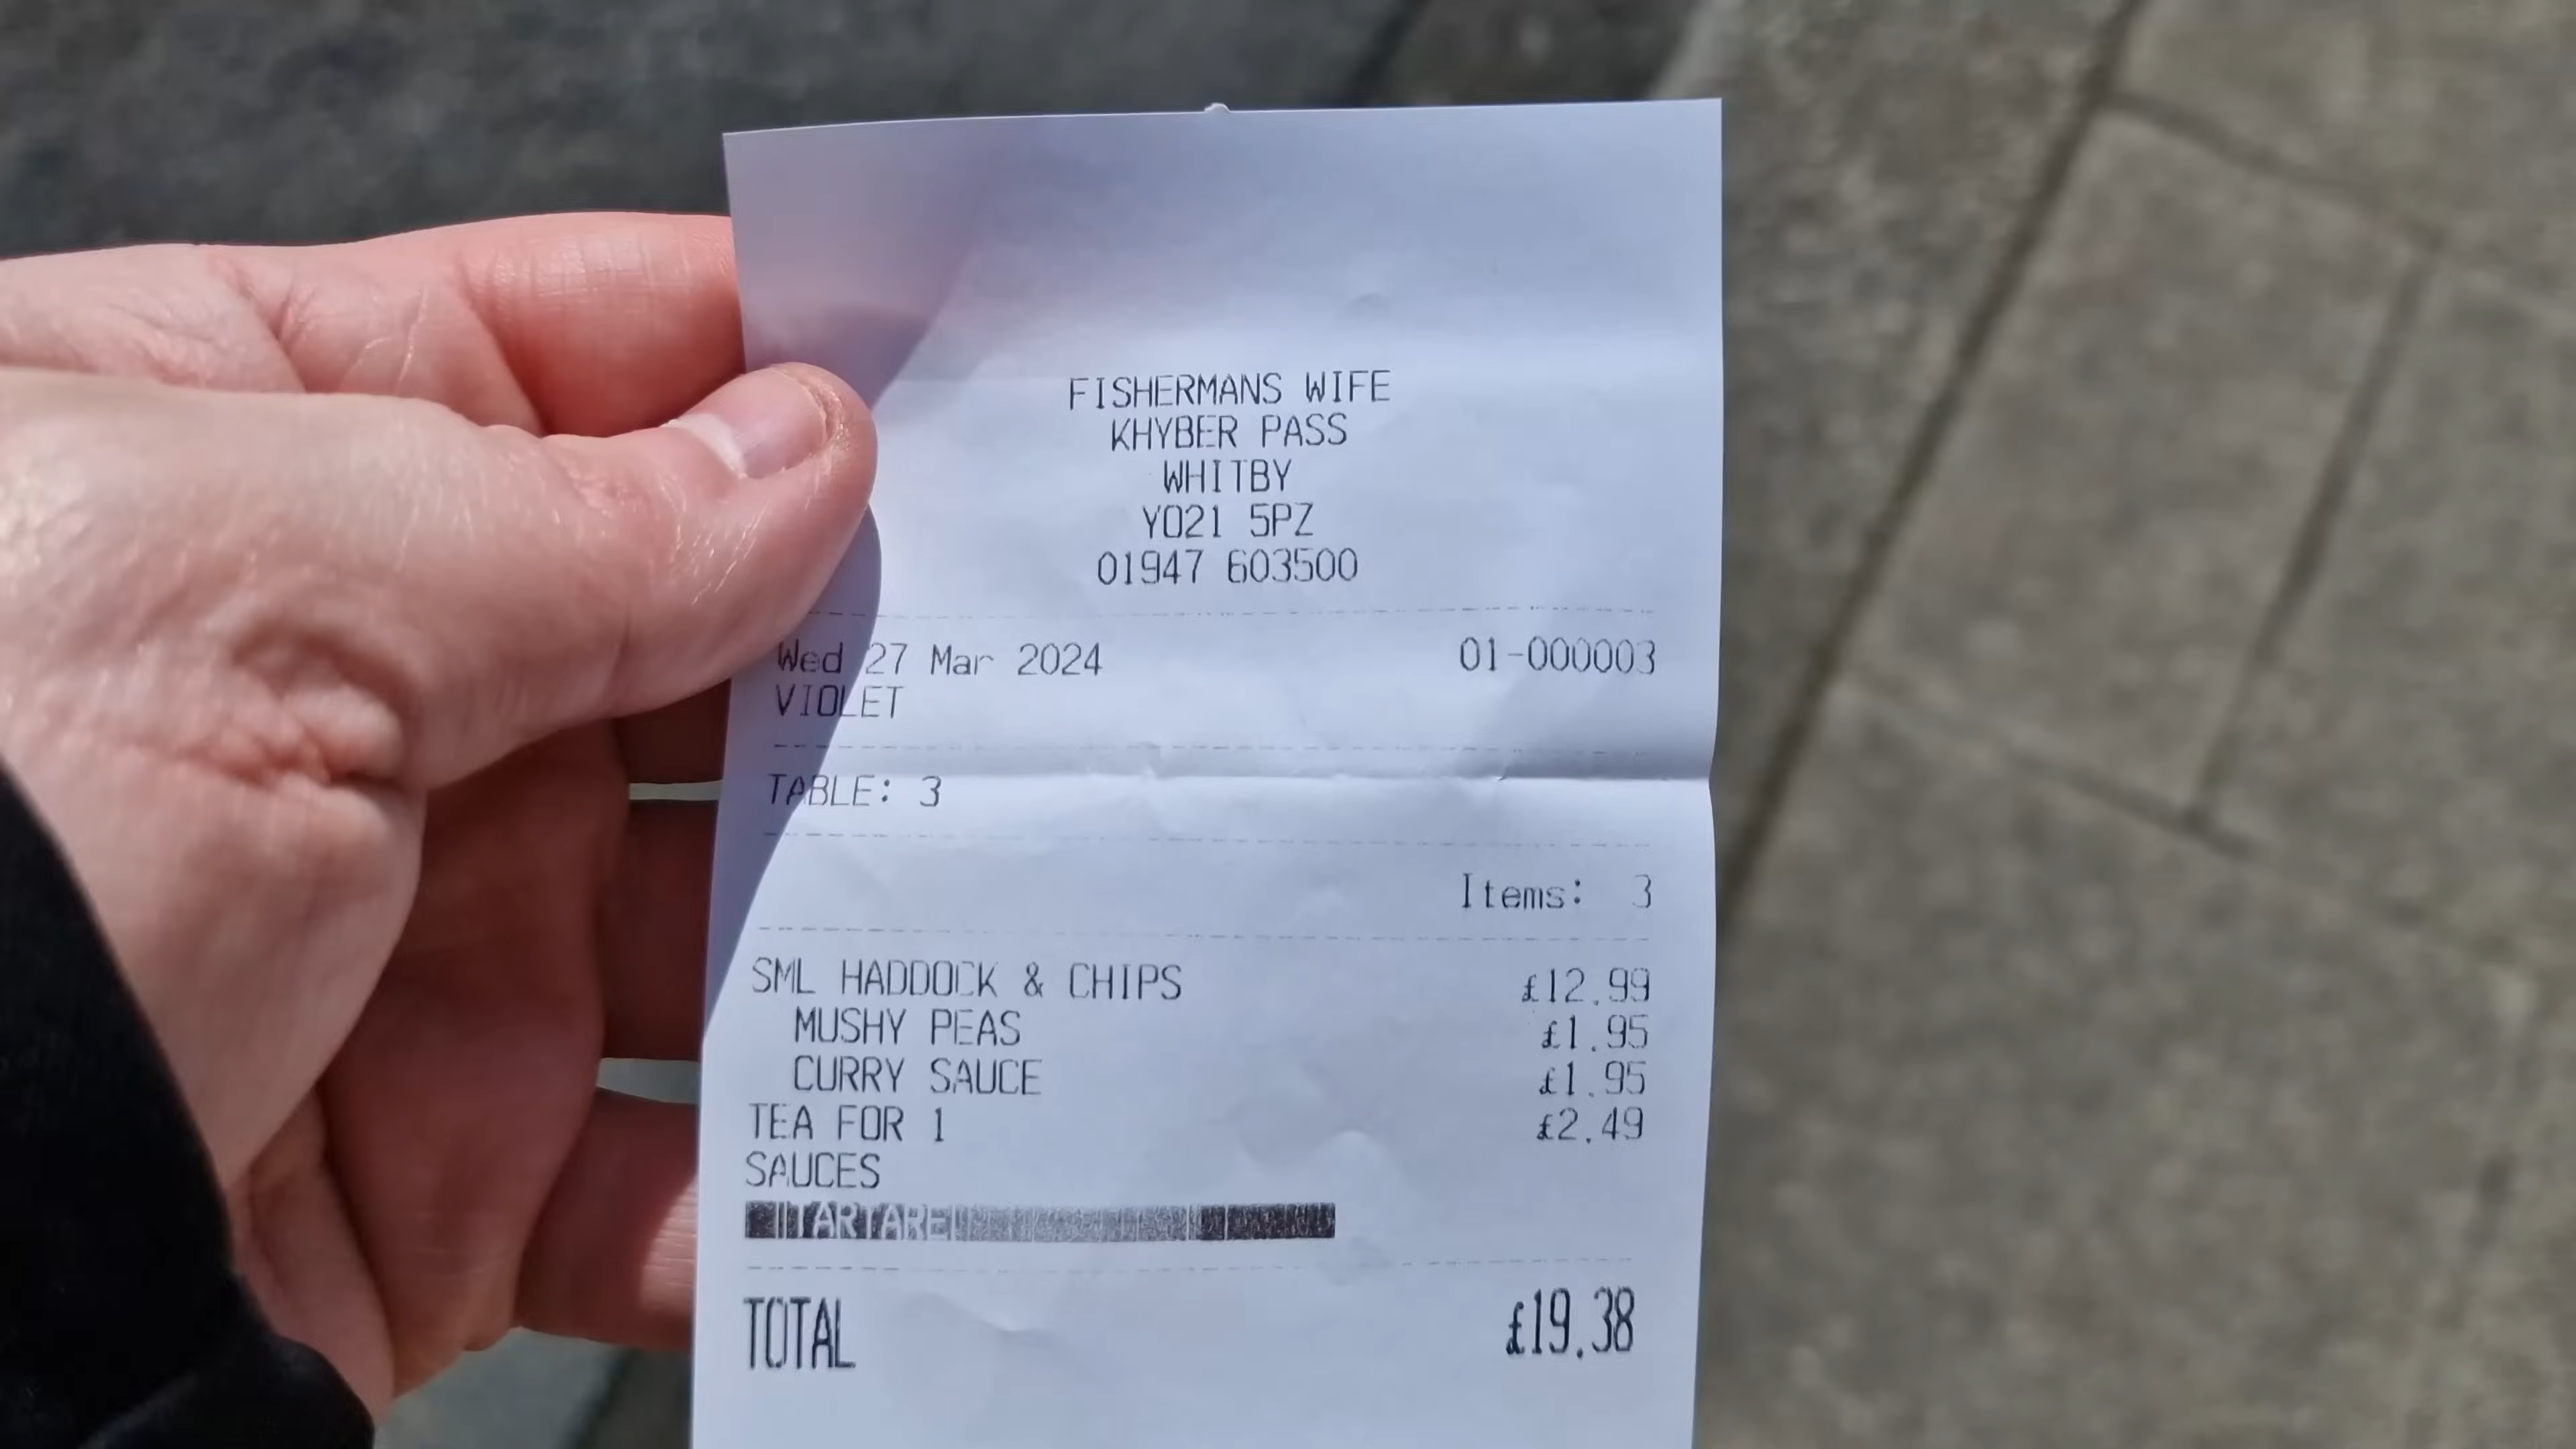 FISHERMANS WIFE
KHYBER PASS
WHITBY
YO21 5PZ
01947 603500
Wed 27 Mar 2024 01-000003
VIOLET
TABLE: 3
Items: 3
SML HADDOCK & CHIPS £12.99
MUSHY PEAS £1.95
CURRY SAUCE £1.95
TEA FOR 1 £2.49
SAUCES
TARTARE
TOTAL £19.38